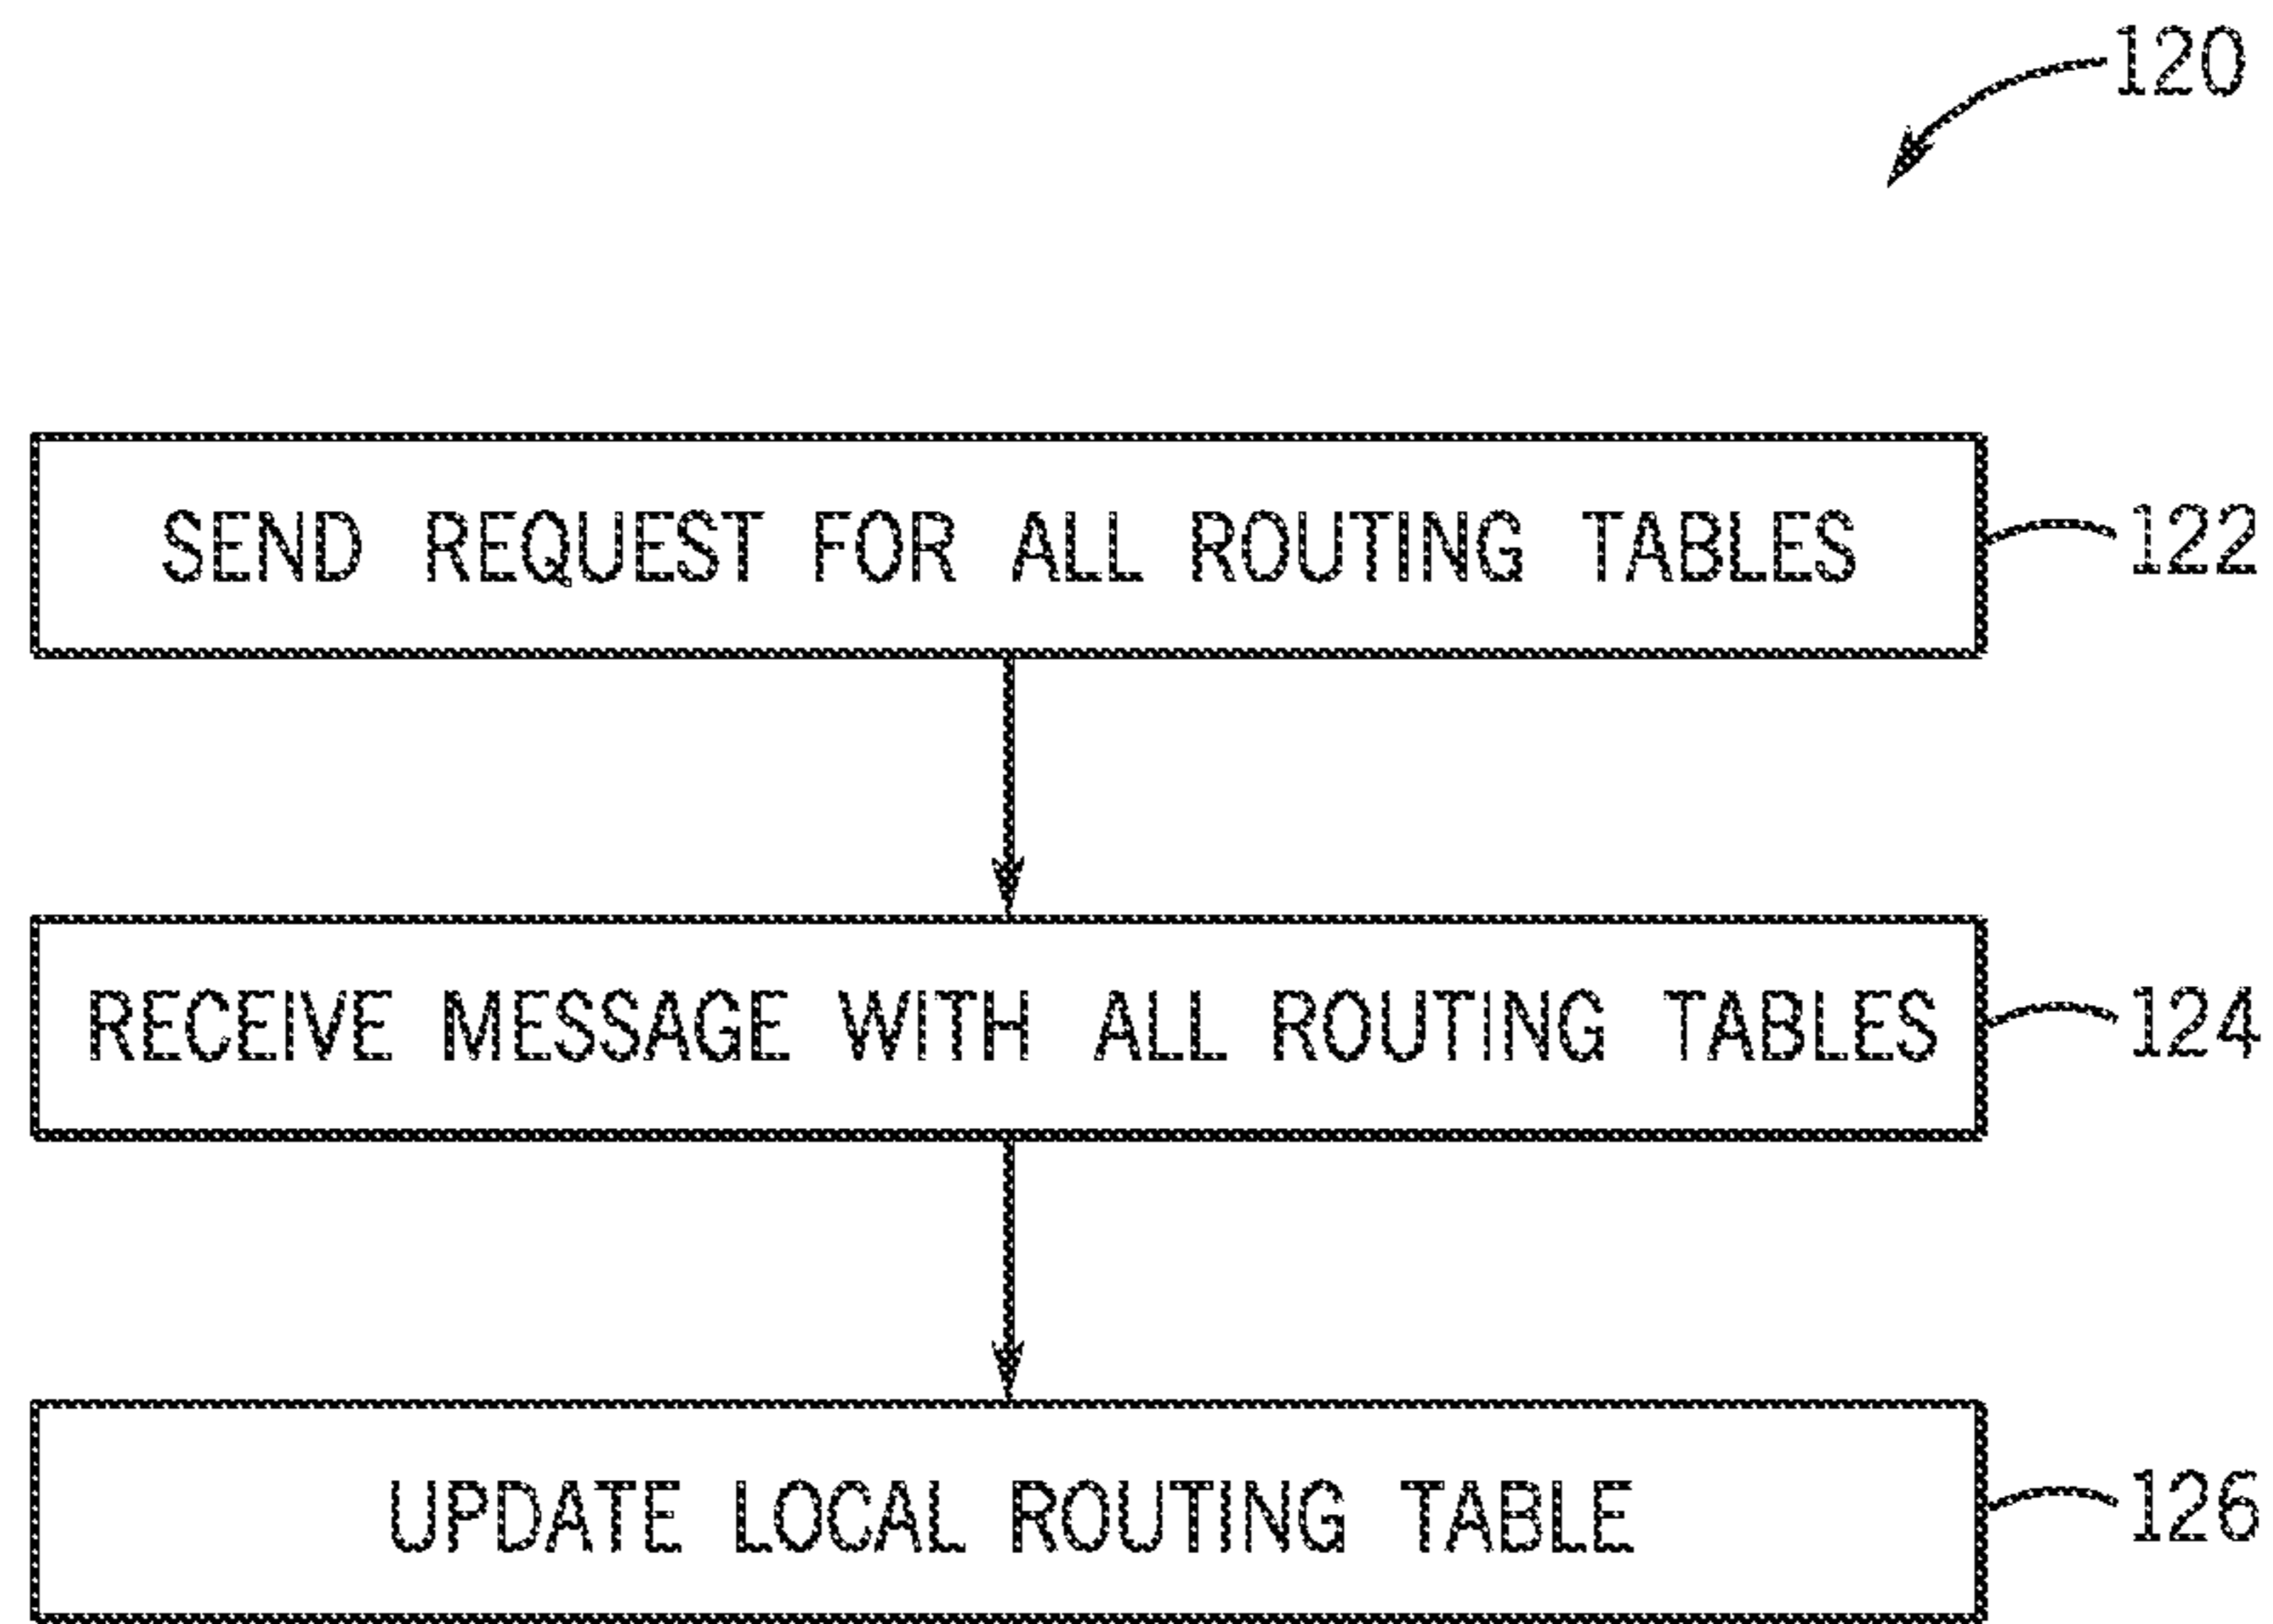 120
SEND REQUEST FOR ALL ROUTING TABLES
122
RECEIVE MESSAGE WITH ALL ROUTING TABLES
124
UPDATE LOCAL ROUTING TABLE
126